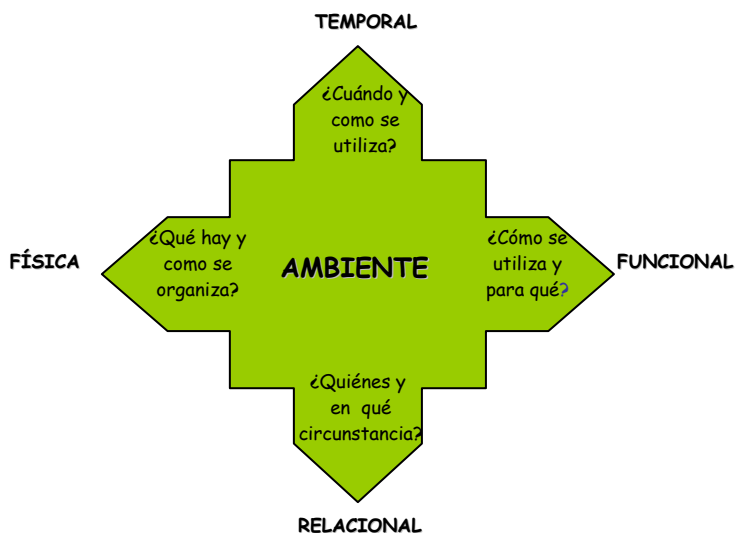 TEMPORAL
¿Cuándo y
como se
utiliza?
FÍSICA
¿Qué hay y
como se
organiza?
AMBIENTE
¿Cómo se
utiliza y
para qué?
FUNCIONAL
¿Quiénes y
en qué
circunstancia?
RELACIONAL